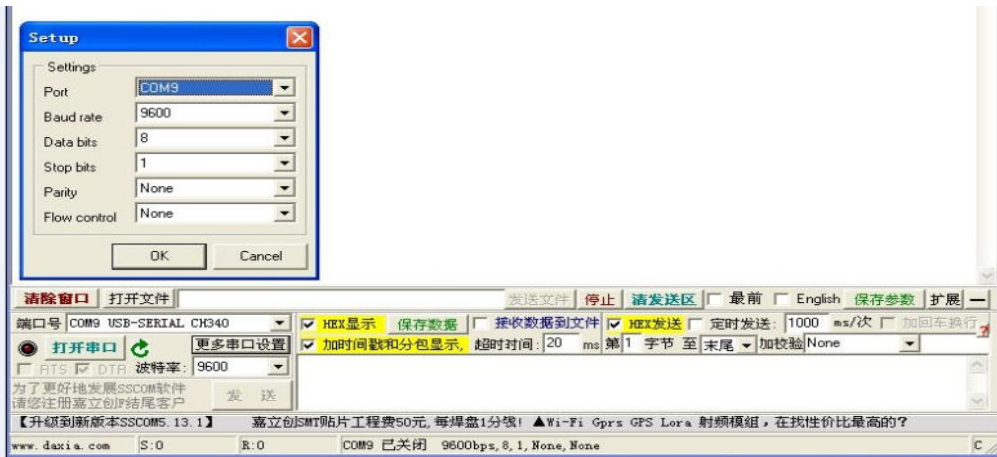 Setup
Settings
Port COM9
Baud rate 9600
Data bits 8
Stop bits 1
Parity None
Flow control None
OK Cancel
清除窗口 打开文件 发送文件 停止 清发送区 最前 English 保存参数 扩展 —
端口号 COM9 USB-SERIAL CH340 HEX显示 保存数据 接收数据到文件 HEX发送 定时发送: 1000 ms/次 加回车换行
打开串口 更多串口设置 加时间戳和分包显示, 超时时间: 20 ms 第1 字节 至 末尾 加校验 None
RTS DTR 波特率: 9600
为了更好地发展SSCOM软件
请您注册嘉立创F结尾客户
发 送
【升级到新版本SSCOM5.13.1】 嘉立创SMT贴片工程费50元,每焊盘1分钱! ▲Wi-Fi Gprs GPS Lora 射频模组,在找性价比最高的?
www.daxia.com S:0 R:0 COM9 已关闭 9600bps,8,1,None,None C